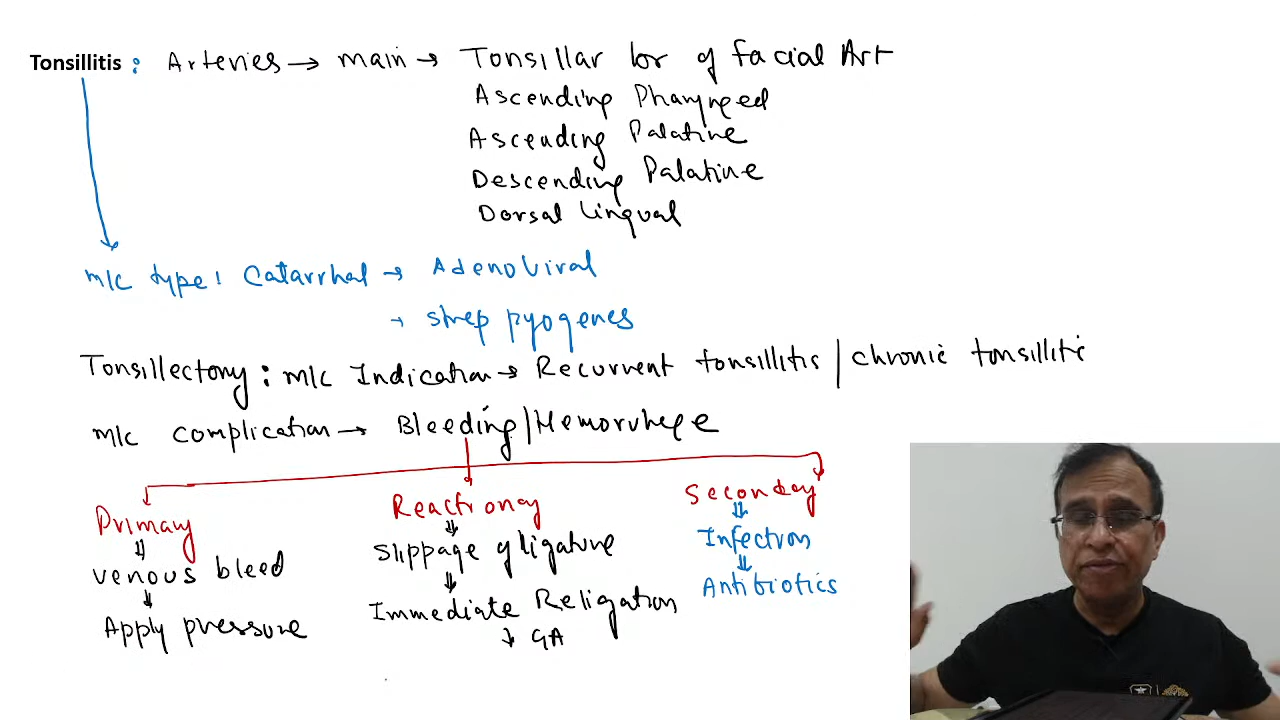 Tonsillitis : Arteries → main → Tonsillar br of facial Art
Ascending Pharyngeal
Ascending Palatine
Descending Palatine
Dorsal lingual
M/C type : Catarrhal → Adenoviral
→ strep pyogenes
Tonsillectomy : M/C Indication → Recurrent tonsillitis / chronic tonsillitis
M/C complication → Bleeding / Hemorrhage
Primary Reactionary Secondary
⇓ ⇓ ⇓
venous bleed Slippage of ligature Infection
↓ ↓ ⇓
Apply pressure Immediate Religation Antibiotics
↓ GA